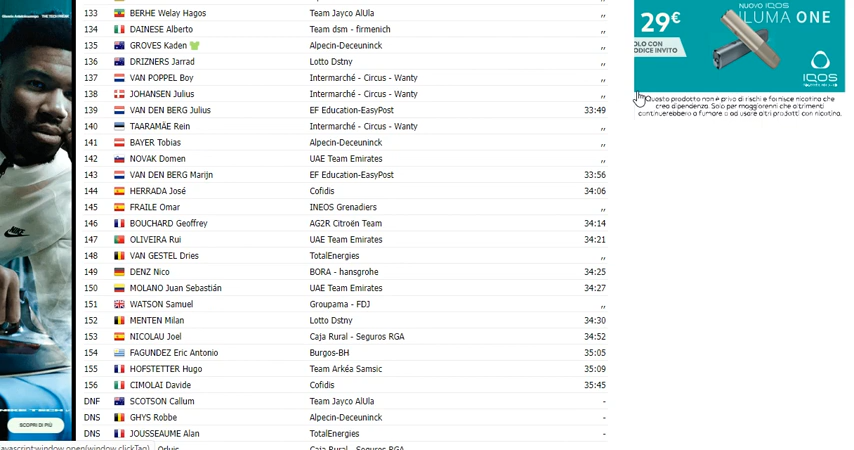 133 BERHE Welay Hagos Team Jayco AlUla ,,
134 DAINESE Alberto Team dsm - firmenich ,,
135 GROVES Kaden Alpecin-Deceuninck ,,
136 DRIZNERS Jarrad Lotto Dstny ,,
137 VAN POPPEL Boy Intermarché - Circus - Wanty ,,
138 JOHANSEN Julius Intermarché - Circus - Wanty ,,
139 VAN DEN BERG Julius EF Education-EasyPost 33:49
140 TAARAMÄE Rein Intermarché - Circus - Wanty ,,
141 BAYER Tobias Alpecin-Deceuninck ,,
142 NOVAK Domen UAE Team Emirates ,,
143 VAN DEN BERG Marijn EF Education-EasyPost 33:56
144 HERRADA José Cofidis 34:06
145 FRAILE Omar INEOS Grenadiers ,,
146 BOUCHARD Geoffrey AG2R Citroën Team 34:14
147 OLIVEIRA Rui UAE Team Emirates 34:21
148 VAN GESTEL Dries TotalEnergies ,,
149 DENZ Nico BORA - hansgrohe 34:25
150 MOLANO Juan Sebastián UAE Team Emirates 34:27
151 WATSON Samuel Groupama - FDJ ,,
152 MENTEN Milan Lotto Dstny 34:30
153 NICOLAU Joel Caja Rural - Seguros RGA 34:52
154 FAGUNDEZ Eric Antonio Burgos-BH 35:05
155 HOFSTETTER Hugo Team Arkéa Samsic 35:09
156 CIMOLAI Davide Cofidis 35:45
DNF SCOTSON Callum Team Jayco AlUla -
DNS GHYS Robbe Alpecin-Deceuninck -
DNS JOUSSEAUME Alan TotalEnergies -
Caja Rural - Seguros RGA
SCOPRI DI PIÙ
avascript:window.open(window.clickTag)
NUOVO IQOS
ILUMA ONE
29€
OLO CON
ODICE INVITO
IQOS
Questo prodotto non è privo di rischi e fornisce nicotina che
crea dipendenza. Solo per maggiorenni che altrimenti
continuerebbero a fumare o ad usare altri prodotti con nicotina.